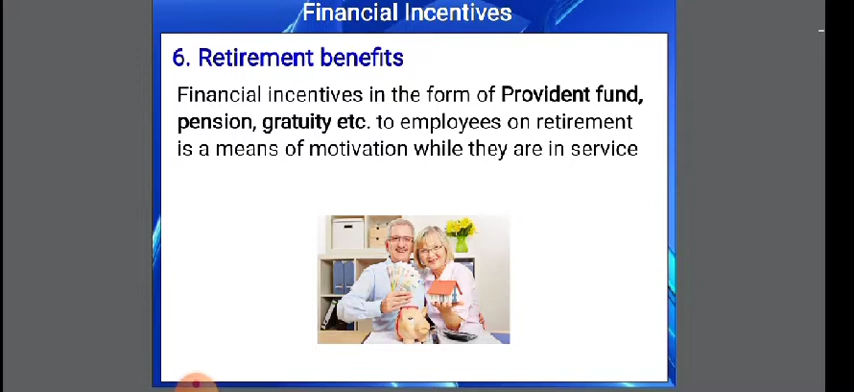 Financial Incentives
6. Retirement benefits
Financial incentives in the form of Provident fund,
pension, gratuity etc. to employees on retirement
is a means of motivation while they are in service